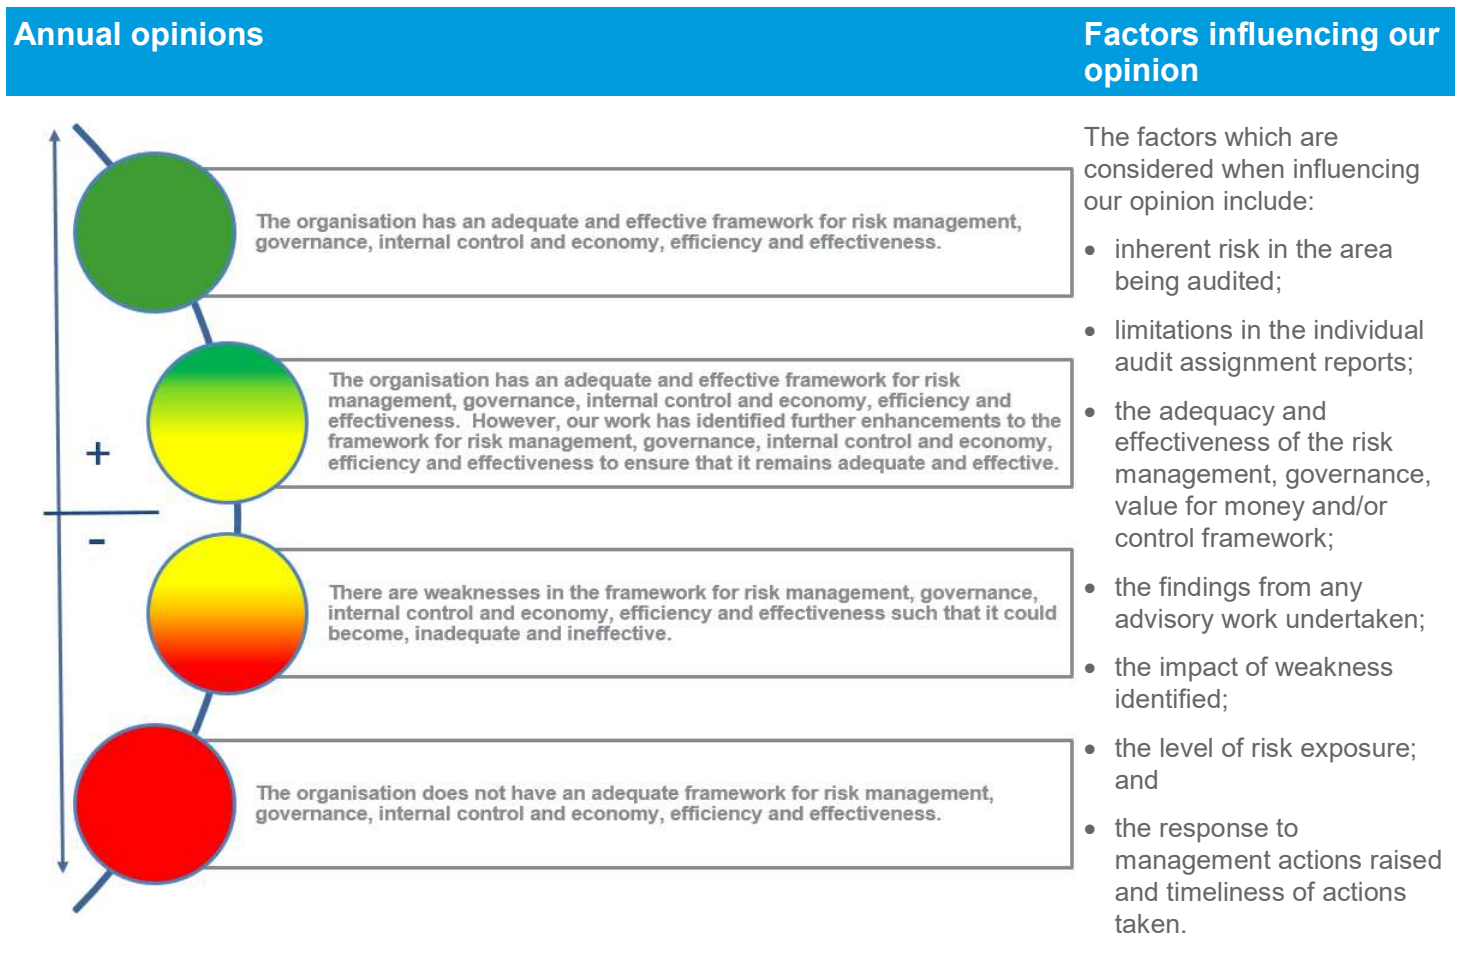 Annual opinions
Factors influencing our
opinion
The organisation has an adequate and effective framework for risk management,
governance, internal control and economy, efficiency and effectiveness.
The organisation has an adequate and effective framework for risk
management, governance, internal control and economy, efficiency and
effectiveness.  However, our work has identified further enhancements to the
framework for risk management, governance, internal control and economy,
efficiency and effectiveness to ensure that it remains adequate and effective.
+
-
There are weaknesses in the framework for risk management, governance,
internal control and economy, efficiency and effectiveness such that it could
become, inadequate and ineffective.
The organisation does not have an adequate framework for risk management,
governance, internal control and economy, efficiency and effectiveness.
The factors which are
considered when influencing
our opinion include:
• inherent risk in the area
being audited;
• limitations in the individual
audit assignment reports;
• the adequacy and
effectiveness of the risk
management, governance,
value for money and/or
control framework;
• the findings from any
advisory work undertaken;
• the impact of weakness
identified;
• the level of risk exposure;
and
• the response to
management actions raised
and timeliness of actions
taken.